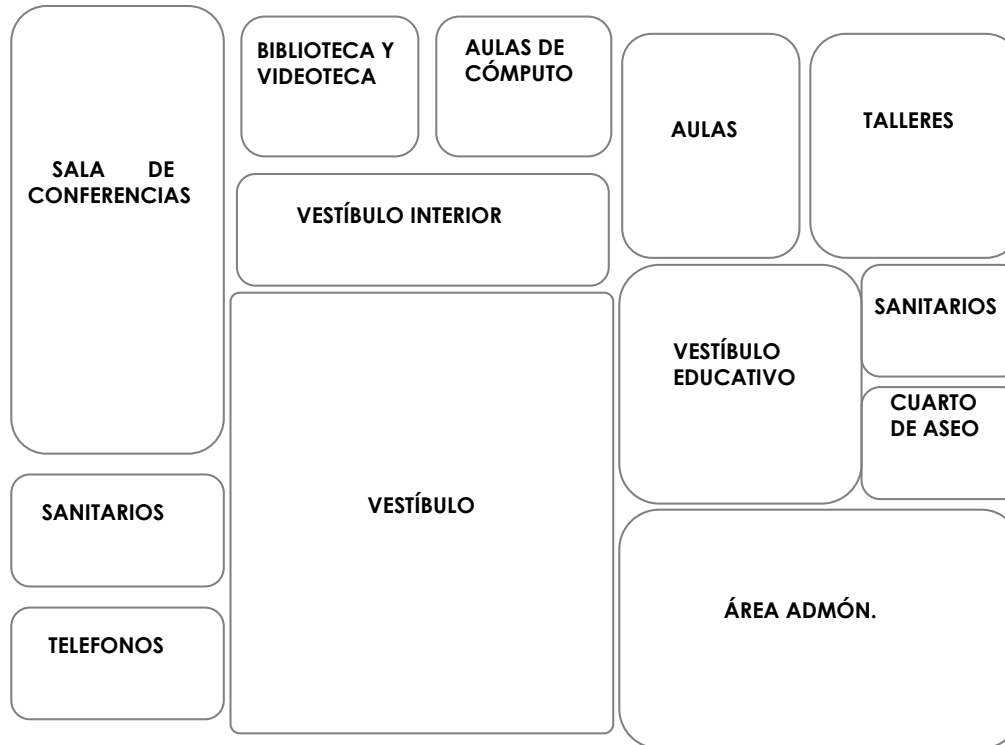 SALA DE
CONFERENCIAS
BIBLIOTECA Y
VIDEOTECA
AULAS DE
CÓMPUTO
AULAS
TALLERES
VESTÍBULO INTERIOR
VESTÍBULO
EDUCATIVO
SANITARIOS
CUARTO
DE ASEO
SANITARIOS
VESTÍBULO
TELEFONOS
ÁREA ADMÓN.